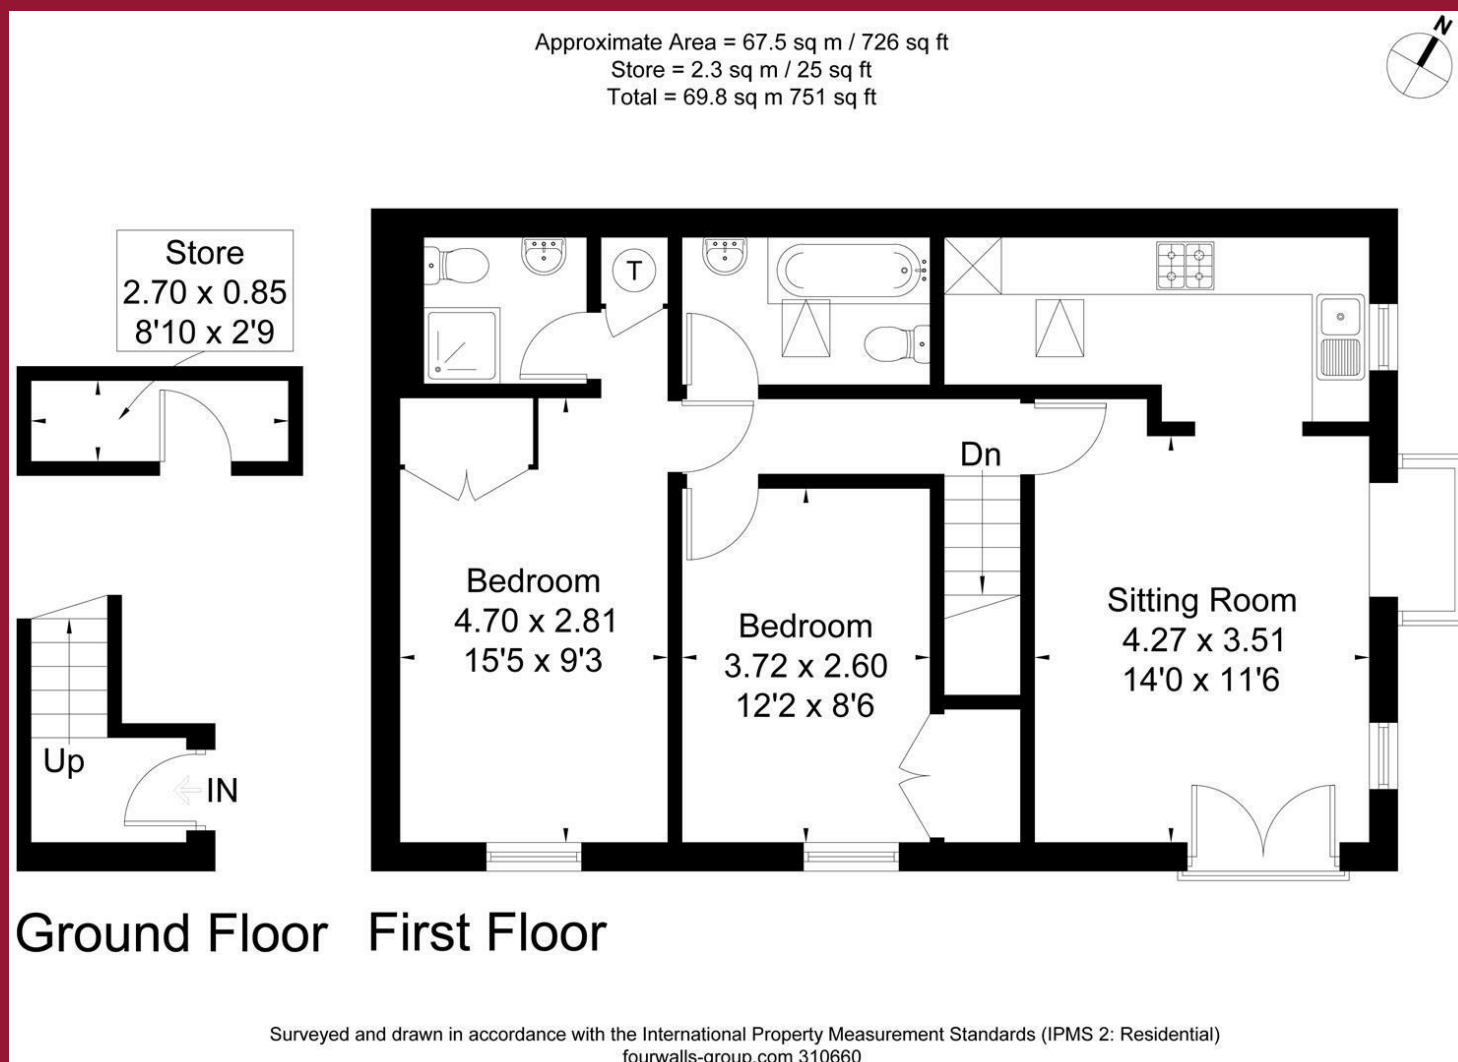 Approximate Area = 67.5 sq m / 726 sq ft
Store = 2.3 sq m / 25 sq ft
Total = 69.8 sq m 751 sq ft
N
Store
2.70 x 0.85
8'10 x 2'9
T
Dn
Bedroom
4.70 x 2.81
15'5 x 9'3
Bedroom
3.72 x 2.60
12'2 x 8'6
Sitting Room
4.27 x 3.51
14'0 x 11'6
Up
IN
Ground Floor
First Floor
Surveyed and drawn in accordance with the International Property Measurement Standards (IPMS 2: Residential)
fourwalls-group.com 310660